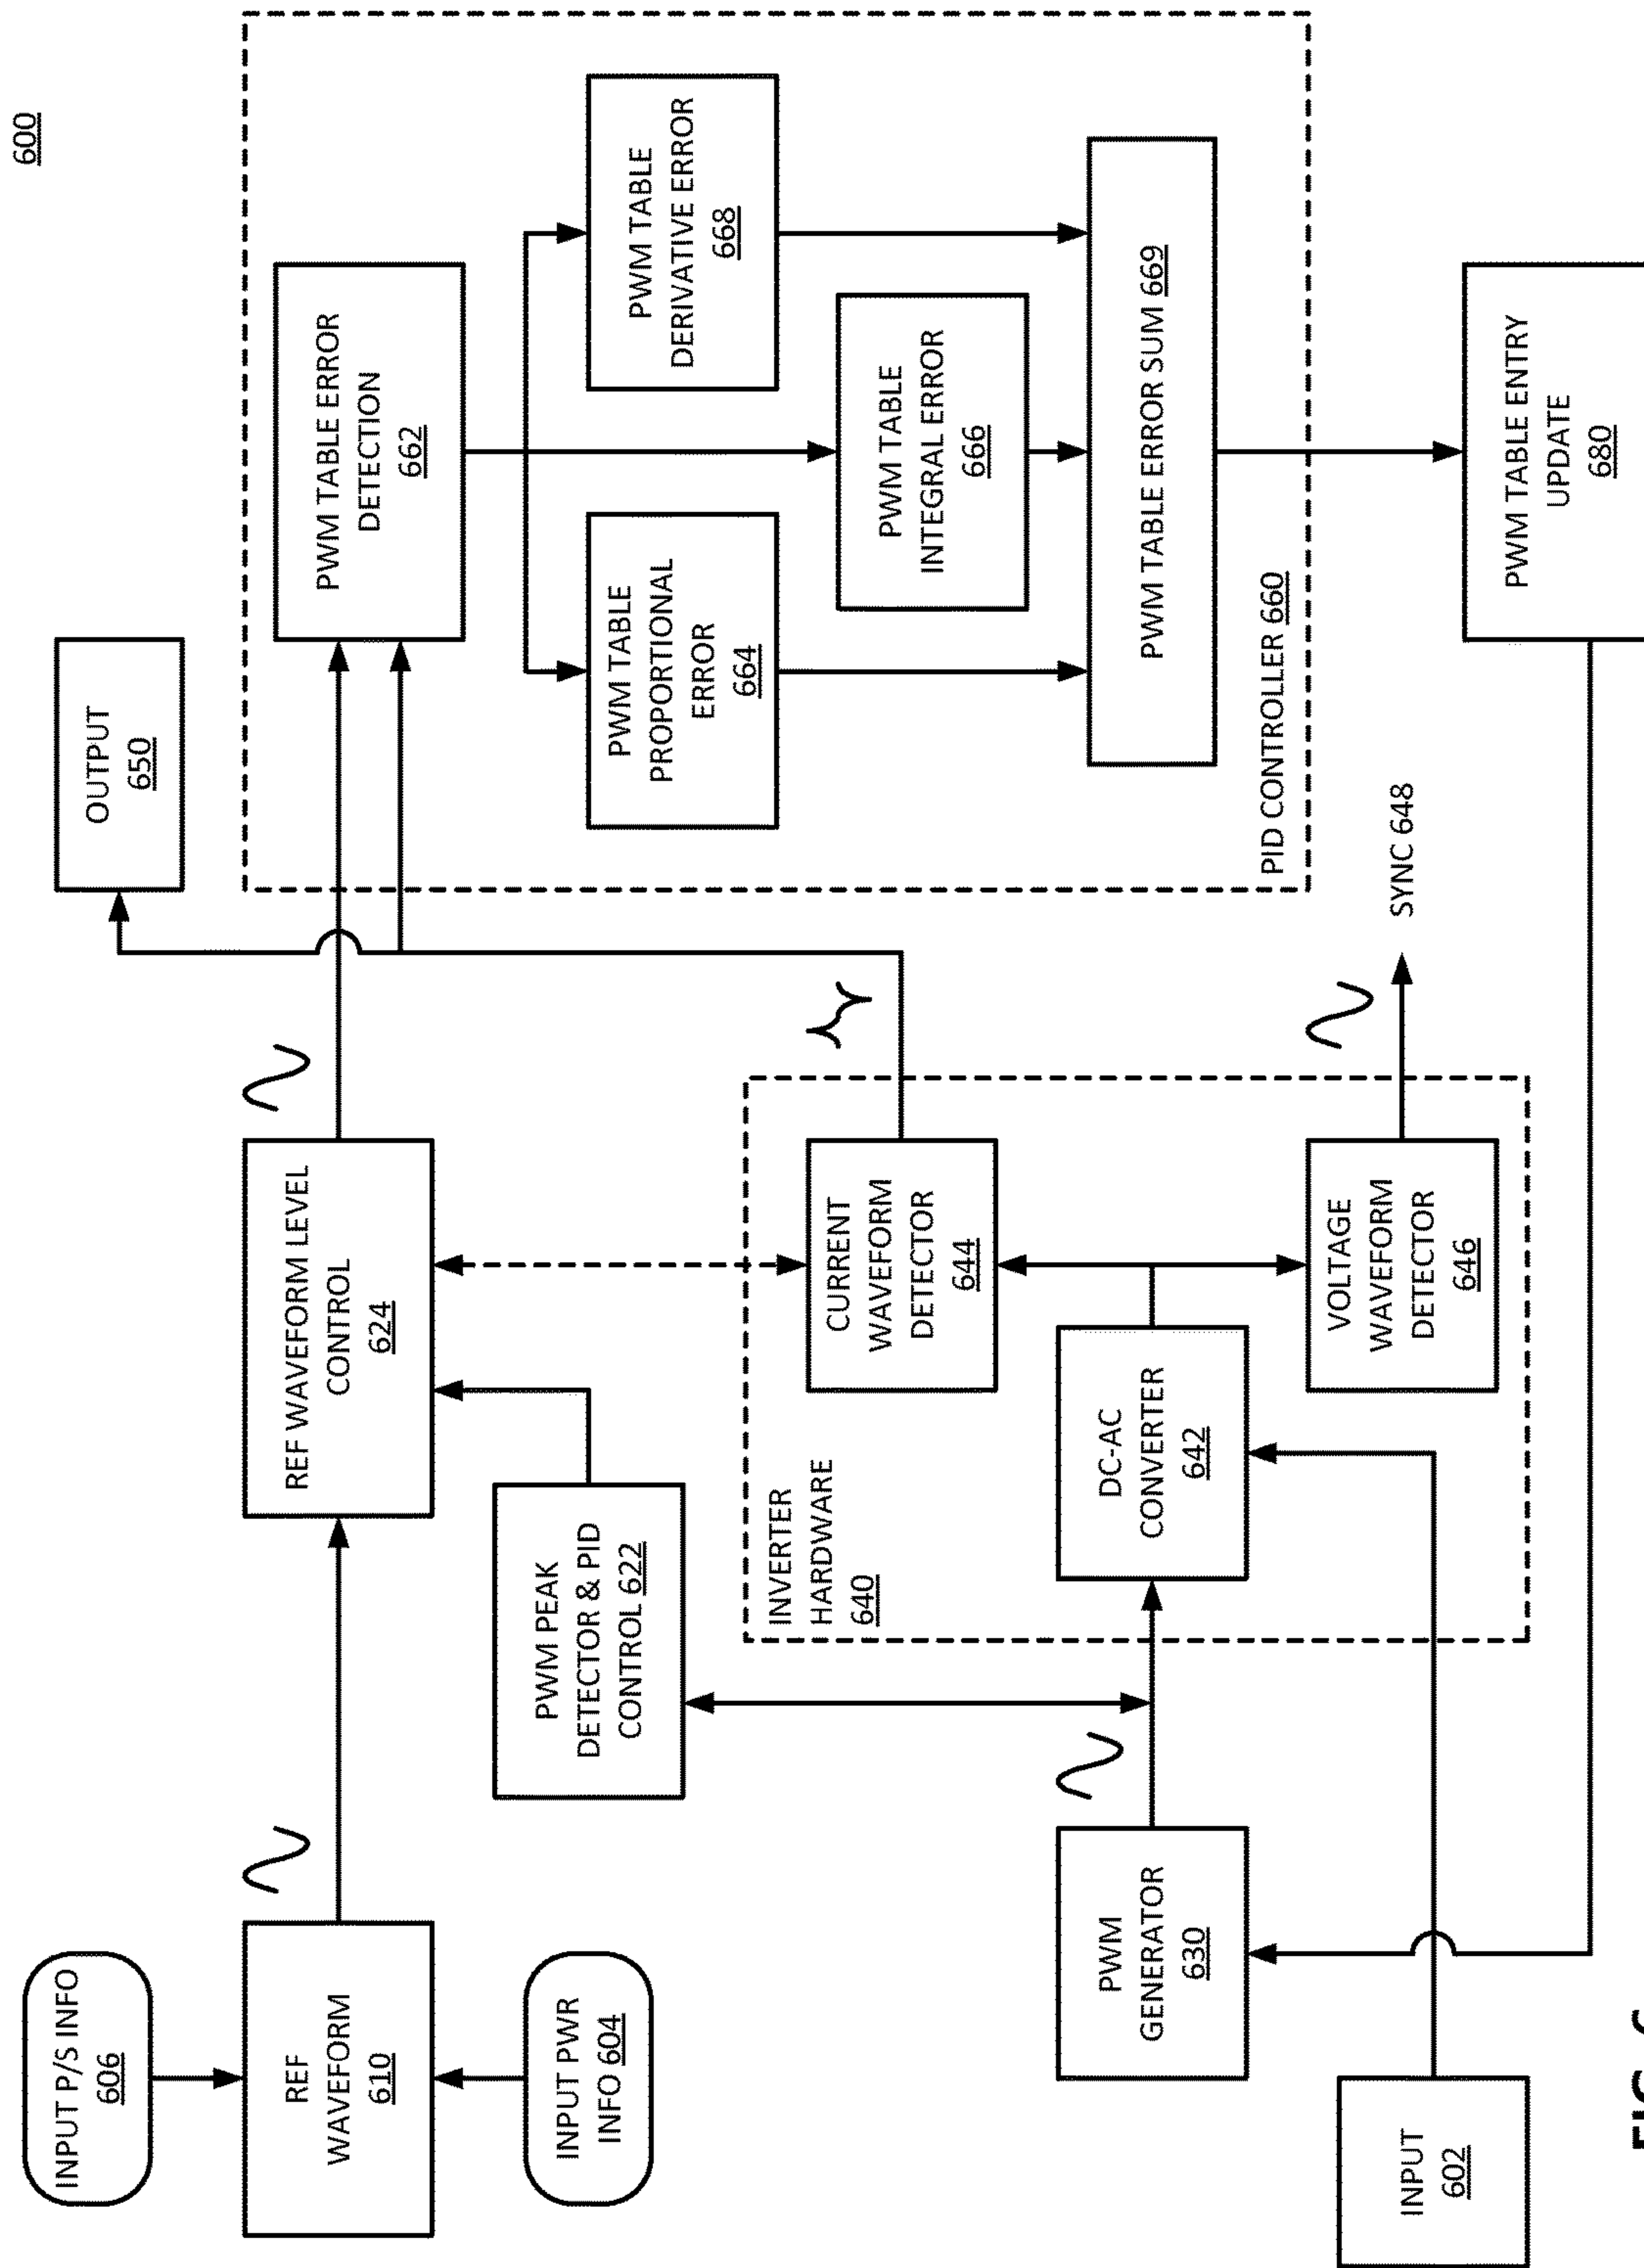 600
INPUT P/S INFO
606
REF
WAVEFORM
610
INPUT PWR
INFO 604
REF WAVEFORM LEVEL
CONTROL
624
PWM PEAK
DETECTOR & PID
CONTROL 622
OUTPUT
650
PWM TABLE ERROR
DETECTION
662
PWM TABLE
PROPORTIONAL
ERROR
664
PWM TABLE
DERIVATIVE ERROR
668
PWM TABLE
INTEGRAL ERROR
666
PWM TABLE ERROR SUM 669
PID CONTROLLER 660
INVERTER
HARDWARE
640
CURRENT
WAVEFORM
DETECTOR
644
DC-AC
CONVERTER
642
VOLTAGE
WAVEFORM
DETECTOR
646
SYNC 648
PWM
GENERATOR
630
INPUT
602
PWM TABLE ENTRY
UPDATE
680